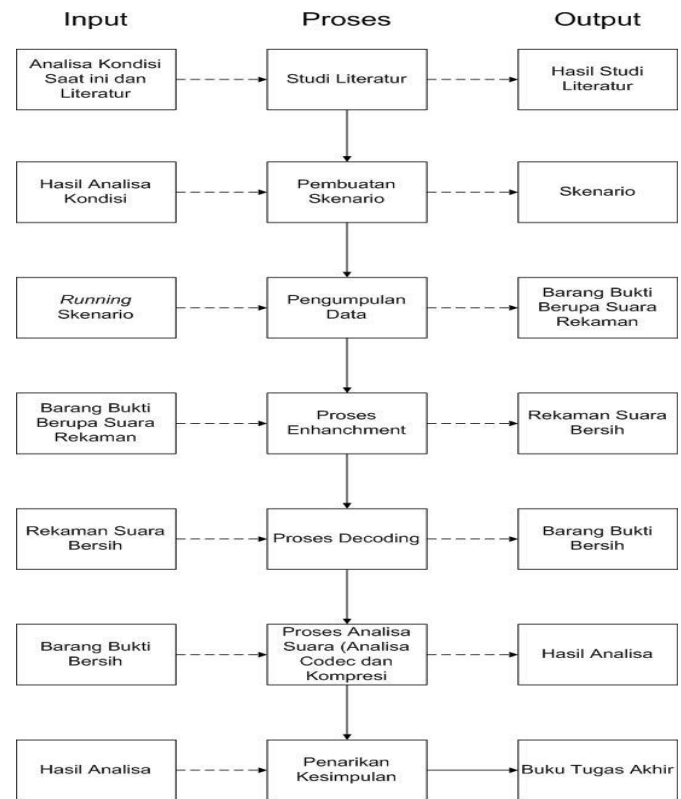 Input
Proses
Output
Analisa Kondisi
Saat ini dan
Literatur
Studi Literatur
Hasil Studi
Literatur
Hasil Analisa
Kondisi
Pembuatan
Skenario
Skenario
Running
Skenario
Pengumpulan
Data
Barang Bukti
Berupa Suara
Rekaman
Barang Bukti
Berupa Suara
Rekaman
Proses
Enhanchment
Rekaman Suara
Bersih
Rekaman Suara
Bersih
Proses Decoding
Barang Bukti
Bersih
Barang Bukti
Bersih
Proses Analisa
Suara (Analisa
Codec dan
Kompresi
Hasil Analisa
Hasil Analisa
Penarikan
Kesimpulan
Buku Tugas Akhir